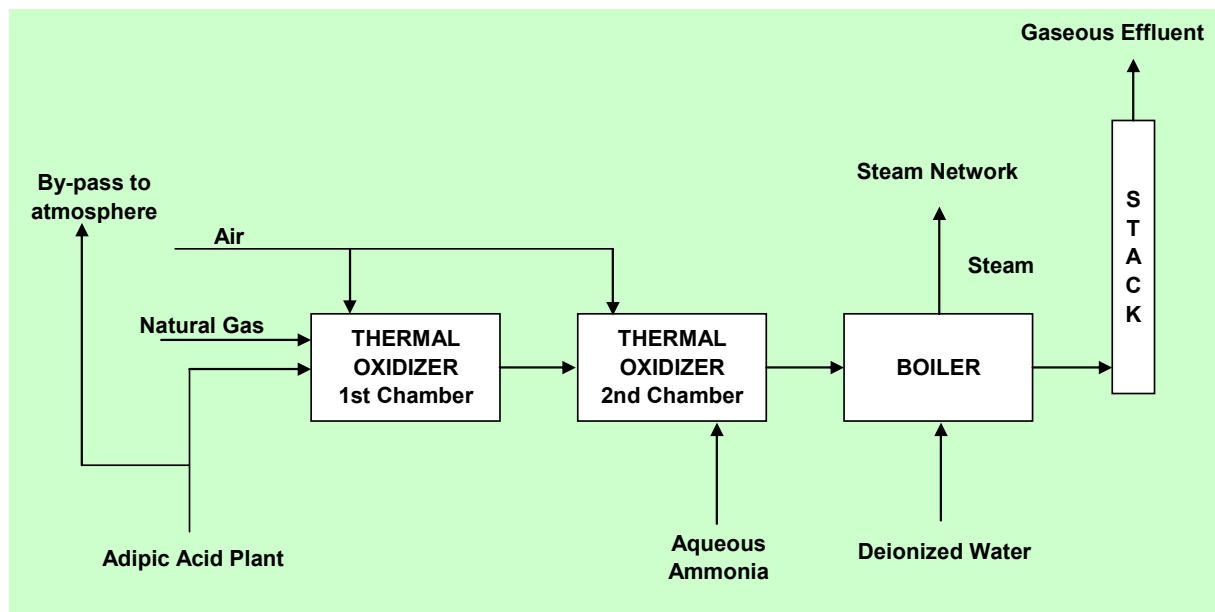 Gaseous Effluent
By-pass to
atmosphere
Steam Network
S
T
A
C
K
Air
Steam
Natural Gas
THERMAL
OXIDIZER
1st Chamber
THERMAL
OXIDIZER
2nd Chamber
BOILER
Adipic Acid Plant
Aqueous
Ammonia
Deionized Water